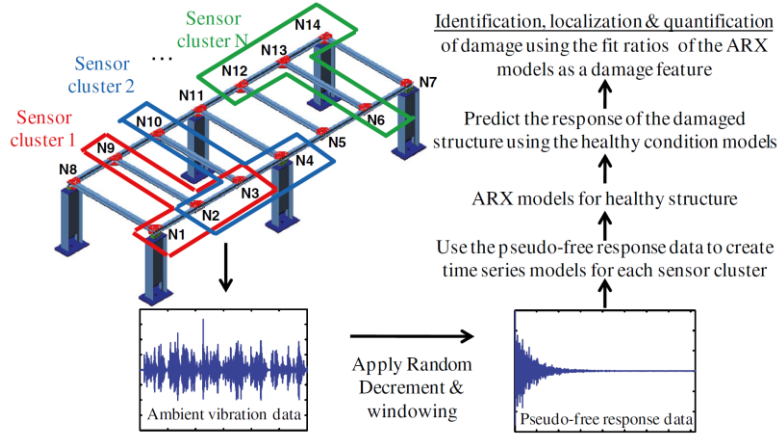 Sensor
cluster N
...
Sensor
cluster 2
Sensor
cluster 1
N14
N13
N12
N11
N10
N9
N8
N7
N6
N5
N4
N3
N2
N1
Ambient vibration data
Apply Random
Decrement &
windowing
Pseudo-free response data
Use the pseudo-free response data to create
time series models for each sensor cluster
ARX models for healthy structure
Predict the response of the damaged
structure using the healthy condition models
Identification, localization & quantification
of damage using the fit ratios of the ARX
models as a damage feature